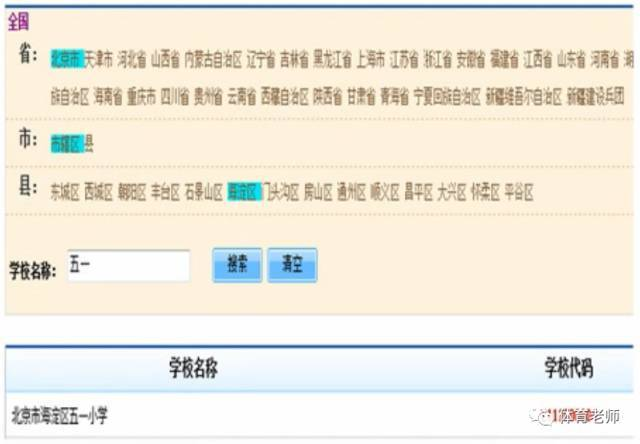 全国
省： 北京市 天津市 河北省 山西省 内蒙古自治区 辽宁省 吉林省 黑龙江省 上海市 江苏省 浙江省 安徽省 福建省 江西省 山东省 河南省 湖
族自治区 海南省 重庆市 四川省 贵州省 云南省 西藏自治区 陕西省 甘肃省 青海省 宁夏回族自治区 新疆维吾尔自治区 新疆建设兵团
市： 市辖区 县
县： 东城区 西城区 朝阳区 丰台区 石景山区 海淀区 门头沟区 房山区 通州区 顺义区 昌平区 大兴区 怀柔区 平谷区
学校名称： 五一 搜索 清空
学校名称 学校代码
北京市海淀区五一小学
体育老师